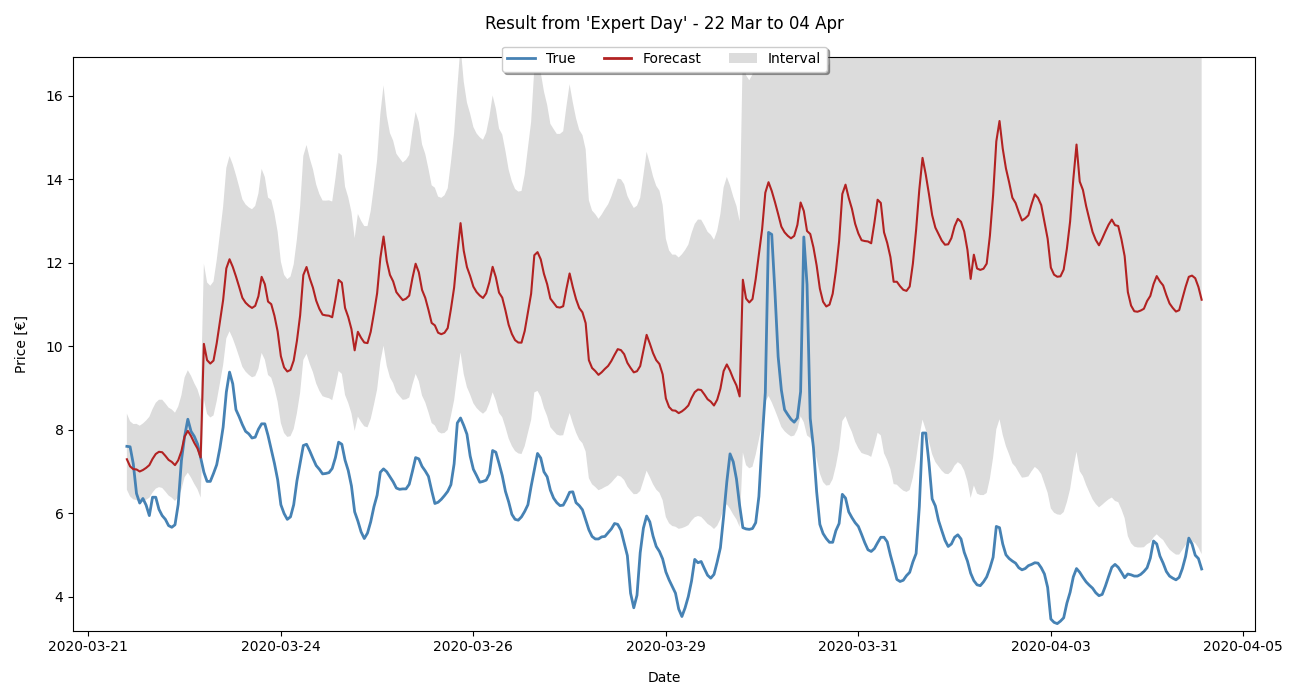 Result from 'Expert Day' - 22 Mar to 04 Apr
True Forecast Interval
Price [€]
16
14
12
10
8
6
4
2020-03-21 2020-03-24 2020-03-26 2020-03-29 2020-03-31 2020-04-03 2020-04-05
Date